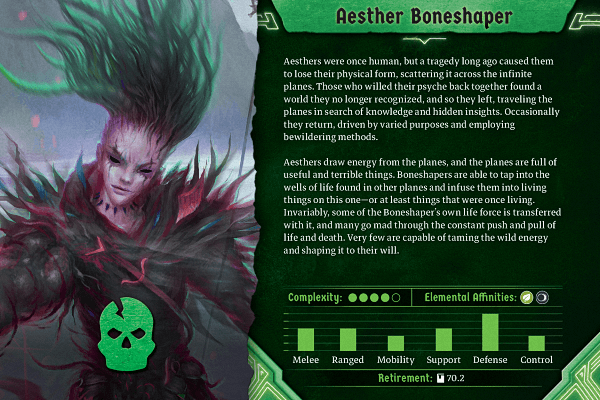 Aesther Boneshaper
Aesthers were once human, but a tragedy long ago caused them
to lose their physical form, scattering it across the infinite
planes. Those who willed their psyche back together found a
world they no longer recognized, and so they left, traveling the
planes in search of knowledge and hidden insights. Occasionally
they return, driven by varied purposes and employing
bewildering methods.
Aesthers draw energy from the planes, and the planes are full of
useful and terrible things. Boneshapers are able to tap into the
wells of life found in other planes and infuse them into living
things on this one—or at least things that were once living.
Invariably, some of the Boneshaper's own life force is transferred
with it, and many go mad through the constant push and pull of
life and death. Very few are capable of taming the wild energy
and shaping it to their will.
Complexity: Elemental Affinities:
Melee Ranged Mobility Support Defense Control
Retirement: 70.2